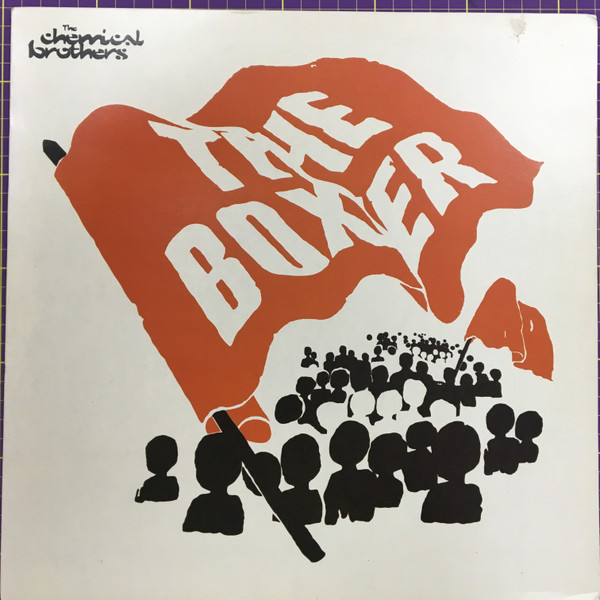 The
chemical
brothers
THE
BOXER